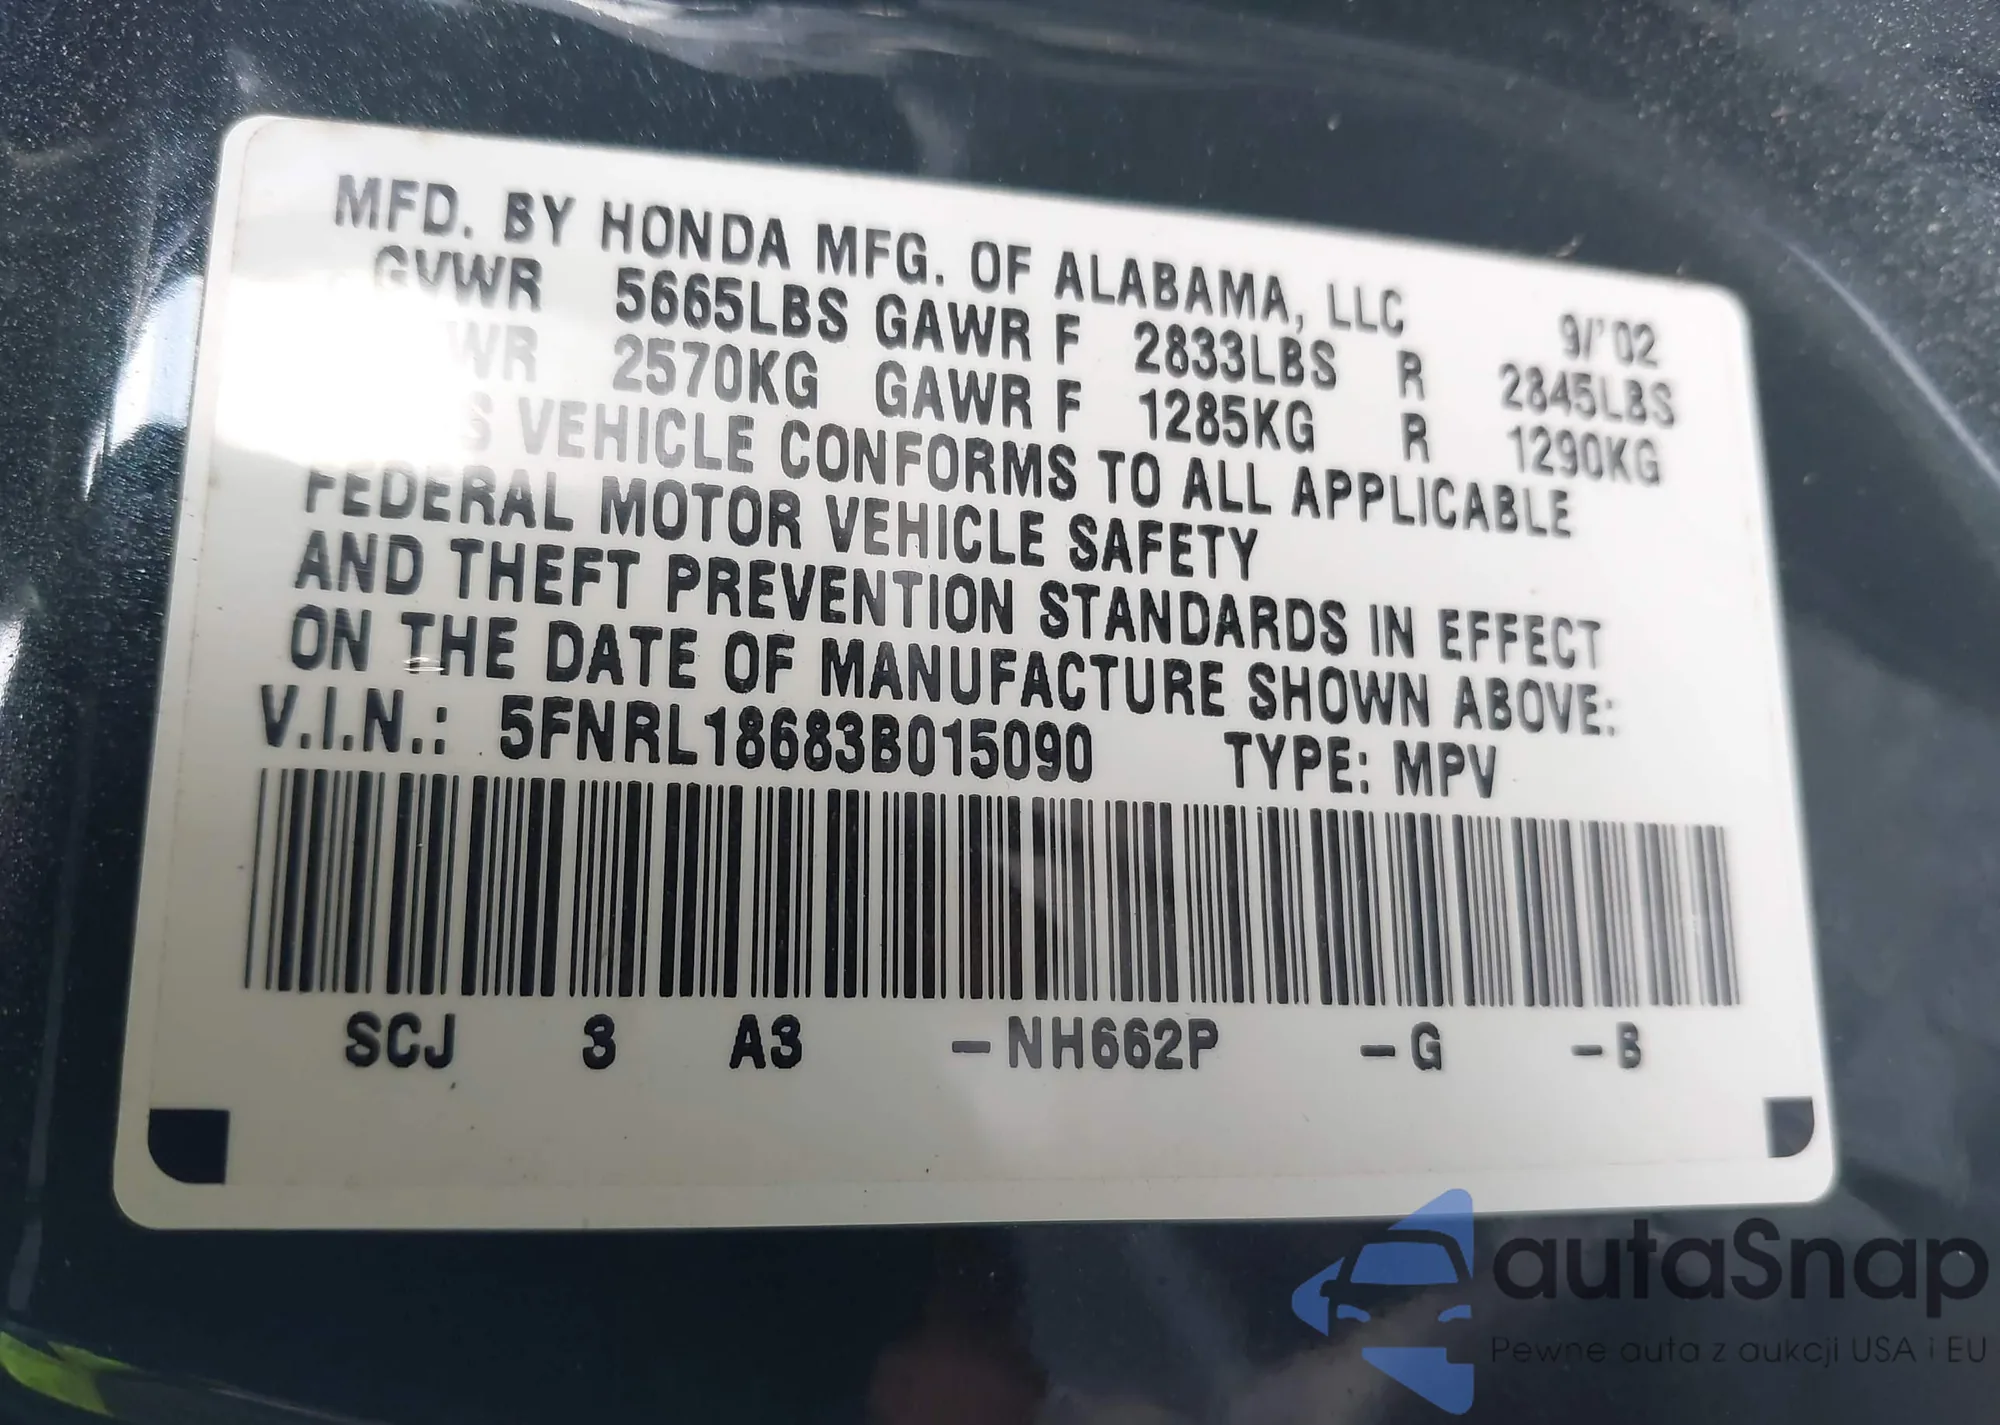 MFD. BY HONDA MFG. OF ALABAMA, LLC 9/'02
GVWR 5665LBS GAWR F 2833LBS R 2845LBS
2570KG GAWR F 1285KG R 1290KG
VEHICLE CONFORMS TO ALL APPLICABLE
FEDERAL MOTOR VEHICLE SAFETY
AND THEFT PREVENTION STANDARDS IN EFFECT
ON THE DATE OF MANUFACTURE SHOWN ABOVE:
V.I.N.: 5FNRL18683B015090 TYPE: MPV
SCJ 3 A3 -NH662P -G -B
autaSnap
Pewne auta z aukcji USA i EU